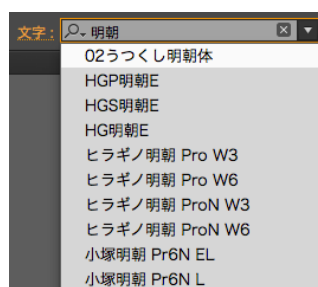 文字: 明朝
02うつくし明朝体
HGP明朝E
HGS明朝E
HG明朝E
ヒラギノ明朝 Pro W3
ヒラギノ明朝 Pro W6
ヒラギノ明朝 ProN W3
ヒラギノ明朝 ProN W6
小塚明朝 Pr6N EL
小塚明朝 Pr6N L